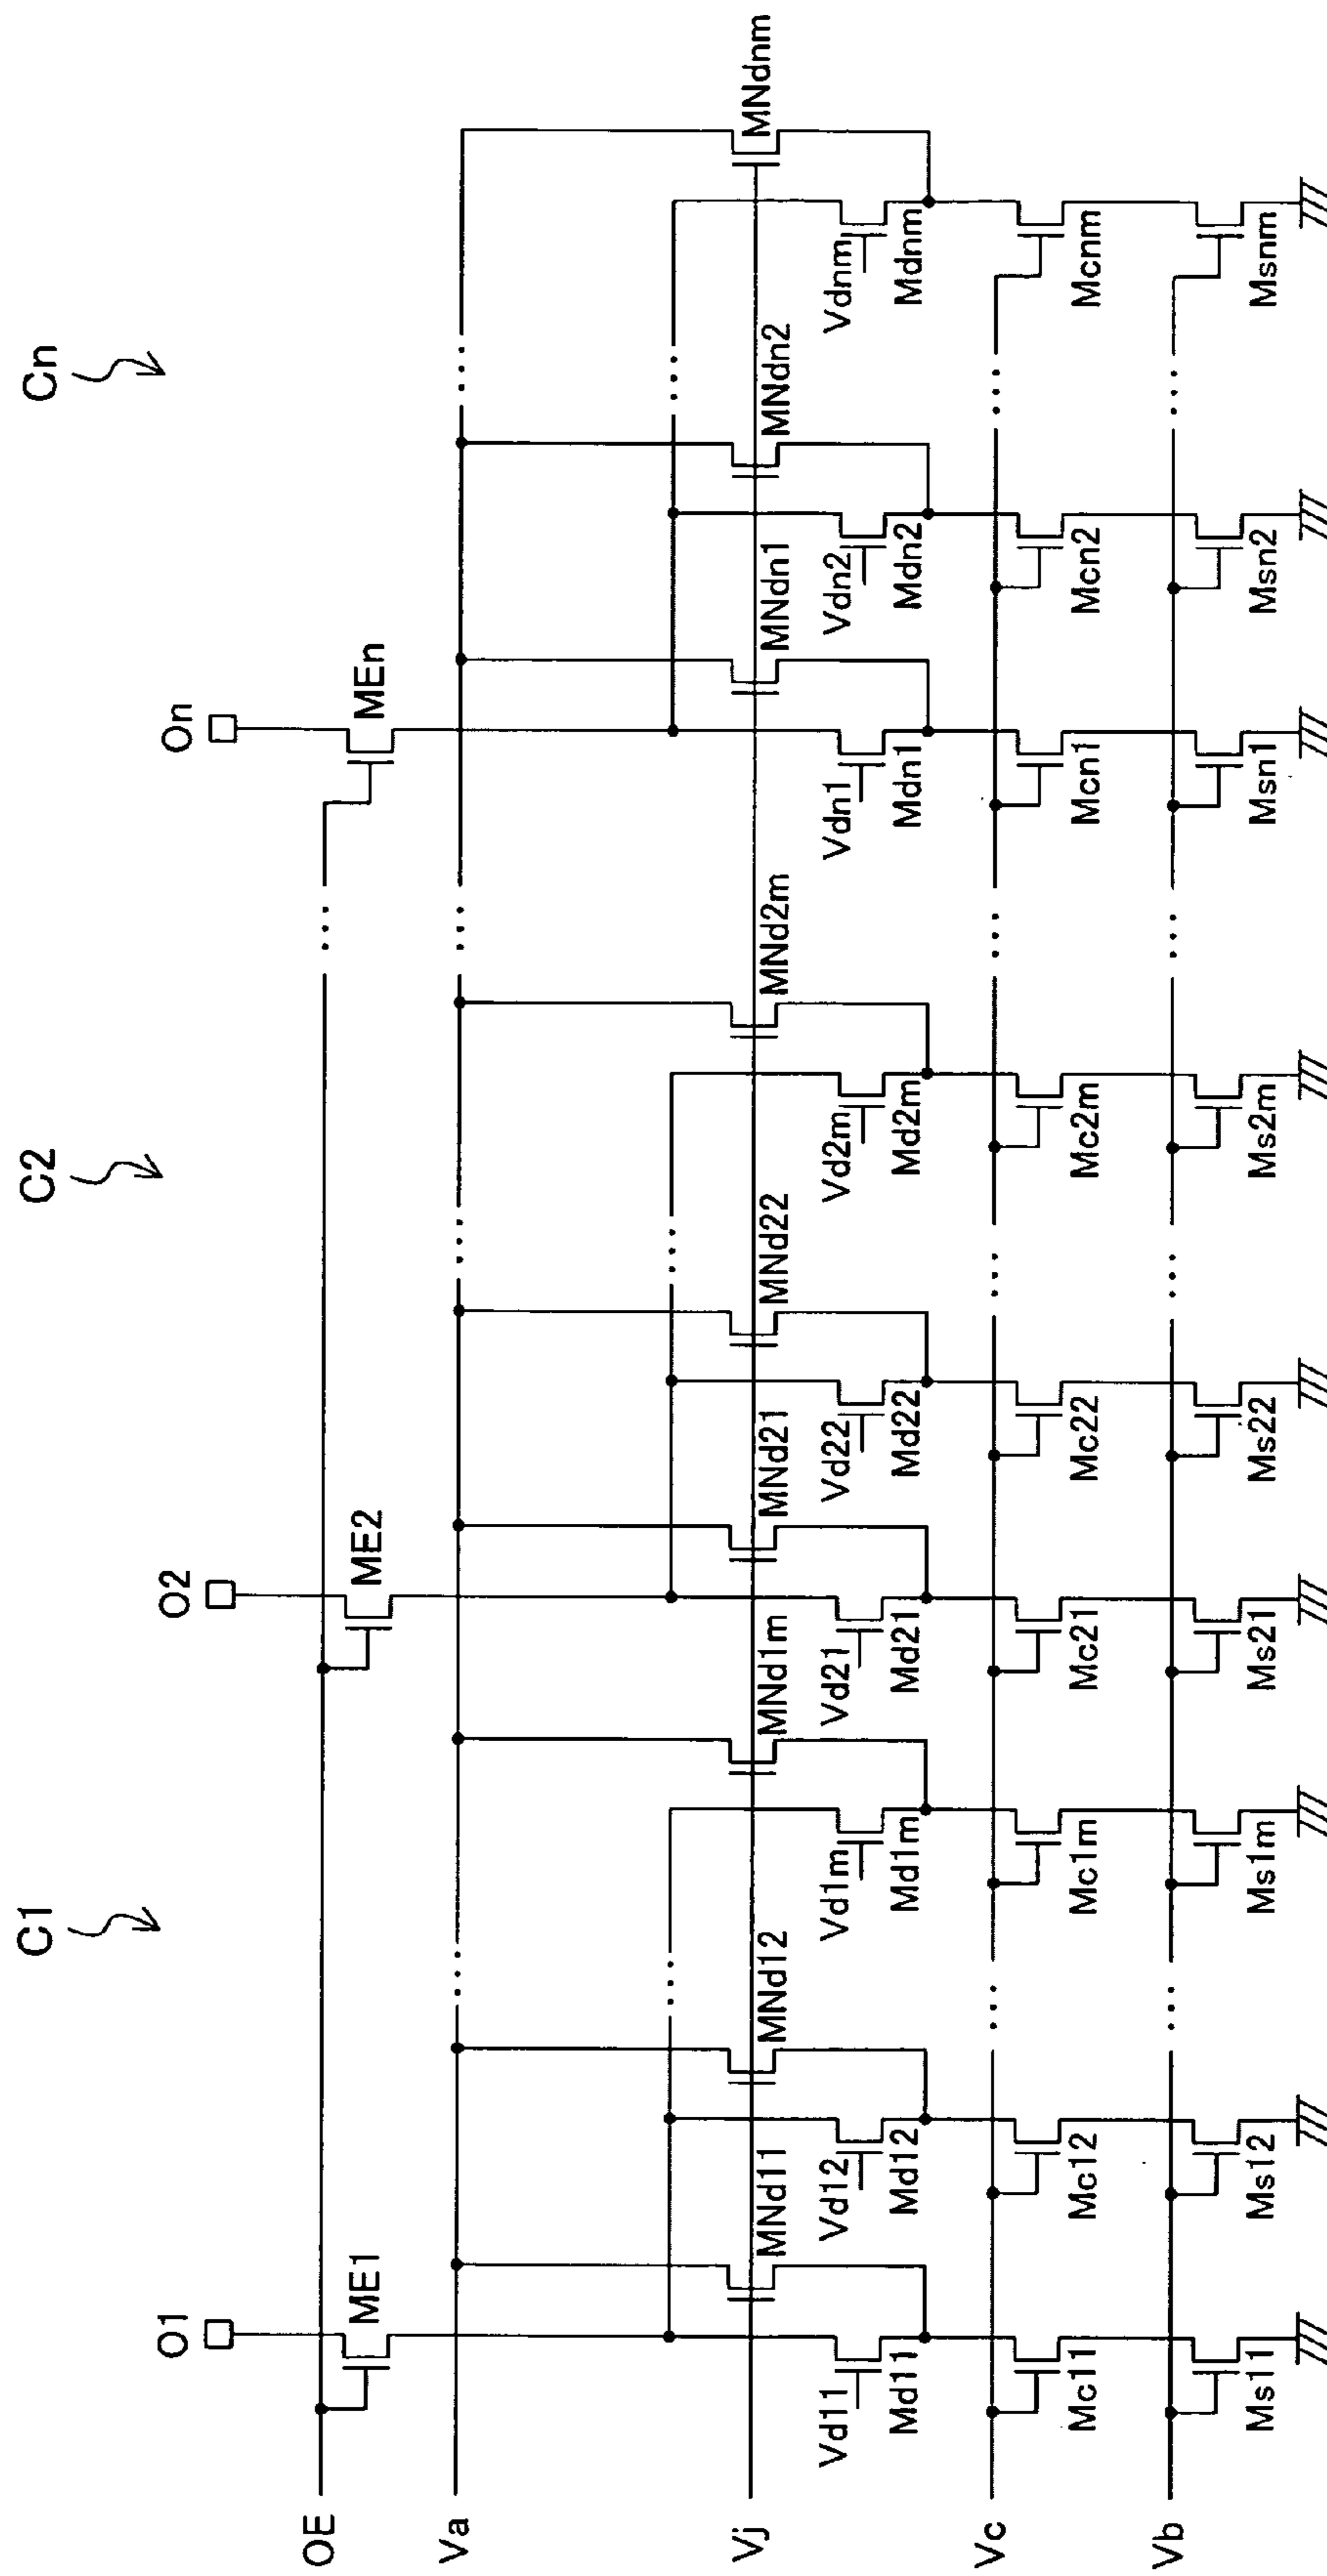 C1 C2 Cn
O1 O2 On
OE ME1 ME2 MEn
Va
Vj MNd11 MNd12 MNd1m MNd21 MNd22 MNd2m MNdn1 MNdn2 MNdnm
Vd11 Vd12 Vd1m Vd21 Vd22 Vd2m Vdn1 Vdn2 Vdnm
Md11 Md12 Md1m Md21 Md22 Md2m Mdn1 Mdn2 Mdnm
Vc
Mc11 Mc12 Mc1m Mc21 Mc22 Mc2m Mcn1 Mcn2 Mcnm
Vb
Ms11 Ms12 Ms1m Ms21 Ms22 Ms2m Msn1 Msn2 Msnm